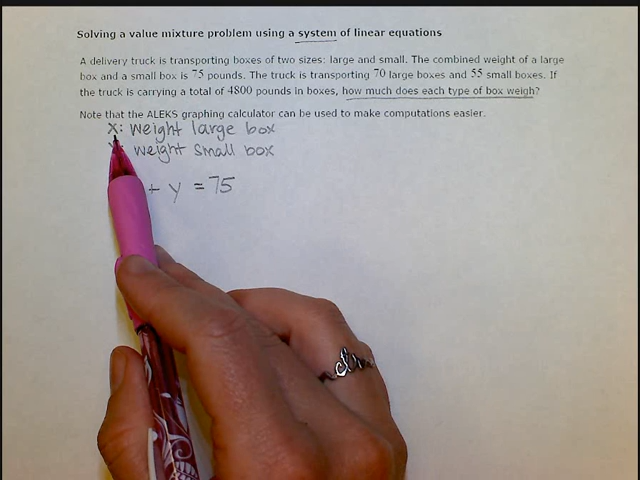 Solving a value mixture problem using a system of linear equations
A delivery truck is transporting boxes of two sizes: large and small. The combined weight of a large
box and a small box is 75 pounds. The truck is transporting 70 large boxes and 55 small boxes. If
the truck is carrying a total of 4800 pounds in boxes, how much does each type of box weigh?
Note that the ALEKS graphing calculator can be used to make computations easier.
x: weight large box
weight small box
+ y = 75